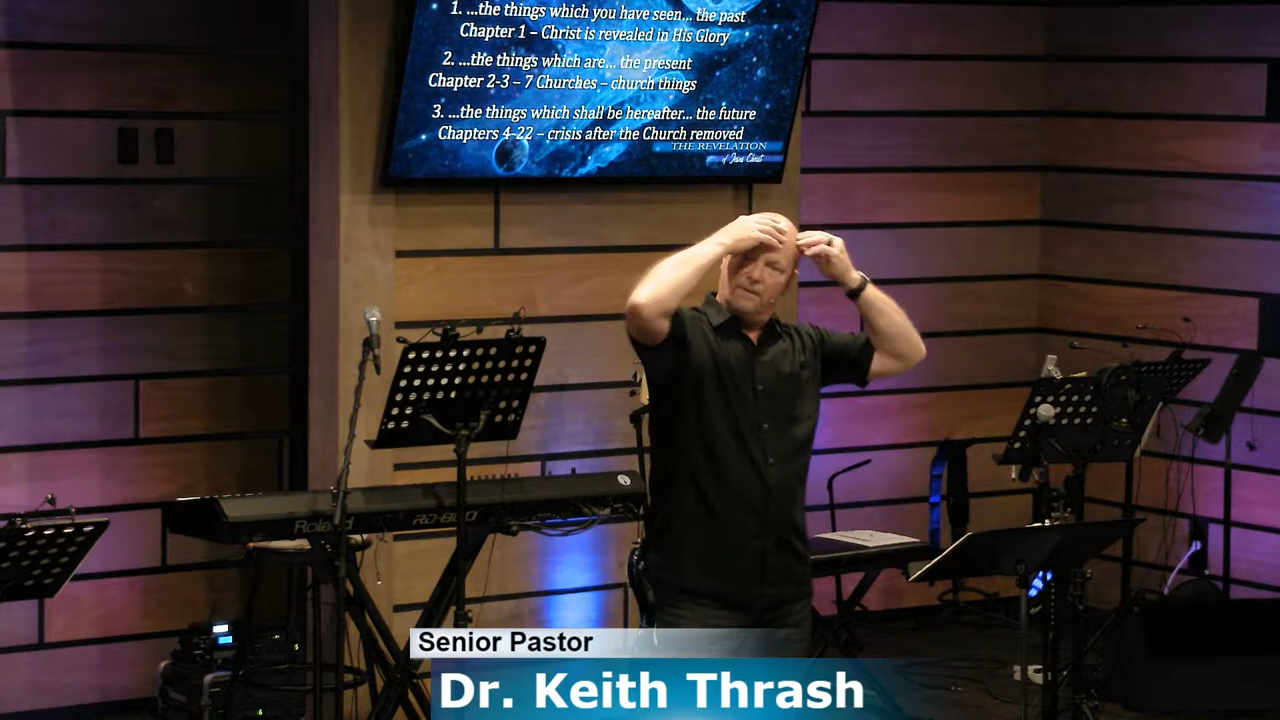 1. ...the things which you have seen... the past
Chapter 1 – Christ is revealed in His Glory
2. ...the things which are... the present
Chapter 2-3 – 7 Churches – church things
3. ...the things which shall be hereafter... the future
Chapters 4-22 – crisis after the Church removed
THE REVELATION
of Jesus Christ
Roland
RD-800
Senior Pastor
Dr. Keith Thrash